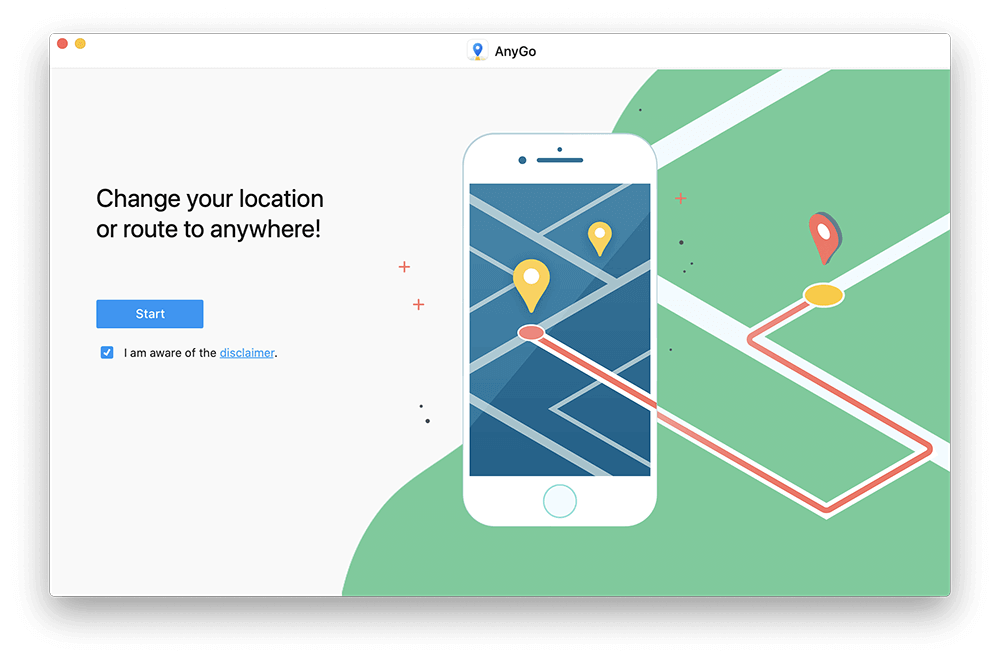 AnyGo
Change your location
or route to anywhere!
Start
I am aware of the disclaimer.